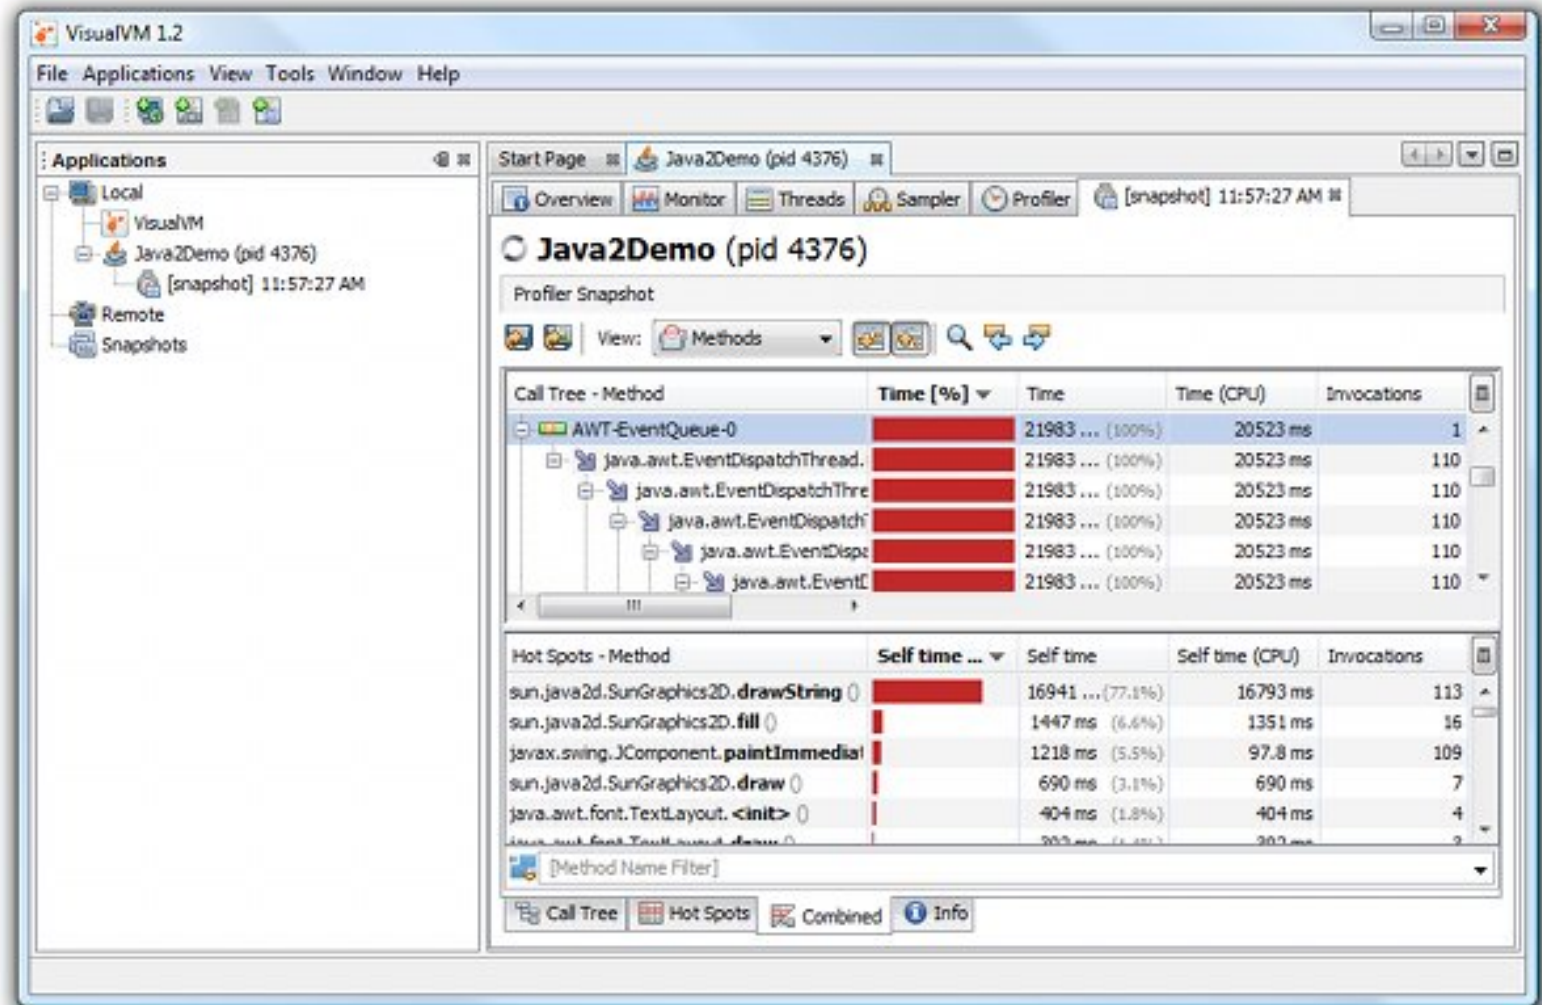 VisualVM 1.2
File Applications View Tools Window Help
Applications
Local
VisualVM
Java2Demo (pid 4376)
[snapshot] 11:57:27 AM
Remote
Snapshots
Start Page Java2Demo (pid 4376)
Overview Monitor Threads Sampler Profiler [snapshot] 11:57:27 AM
Java2Demo (pid 4376)
Profiler Snapshot
View: Methods
Call Tree - Method Time [%] Time Time (CPU) Invocations
AWT-EventQueue-0 21983 ... (100%) 20523 ms 1
java.awt.EventDispatchThread. 21983 ... (100%) 20523 ms 110
java.awt.EventDispatchThre 21983 ... (100%) 20523 ms 110
java.awt.EventDispatch 21983 ... (100%) 20523 ms 110
java.awt.EventDispa 21983 ... (100%) 20523 ms 110
java.awt.Event 21983 ... (100%) 20523 ms 110
Hot Spots - Method Self time ... Self time Self time (CPU) Invocations
sun.java2d.SunGraphics2D.drawString () 16941 ... (77.1%) 16793 ms 113
sun.java2d.SunGraphics2D.fill () 1447 ms (6.6%) 1351 ms 16
javax.swing.JComponent.paintImmediat 1218 ms (5.5%) 97.8 ms 109
sun.java2d.SunGraphics2D.draw () 690 ms (3.1%) 690 ms 7
java.awt.font.TextLayout.<init> () 404 ms (1.8%) 404 ms 4
[Method Name Filter]
Call Tree Hot Spots Combined Info